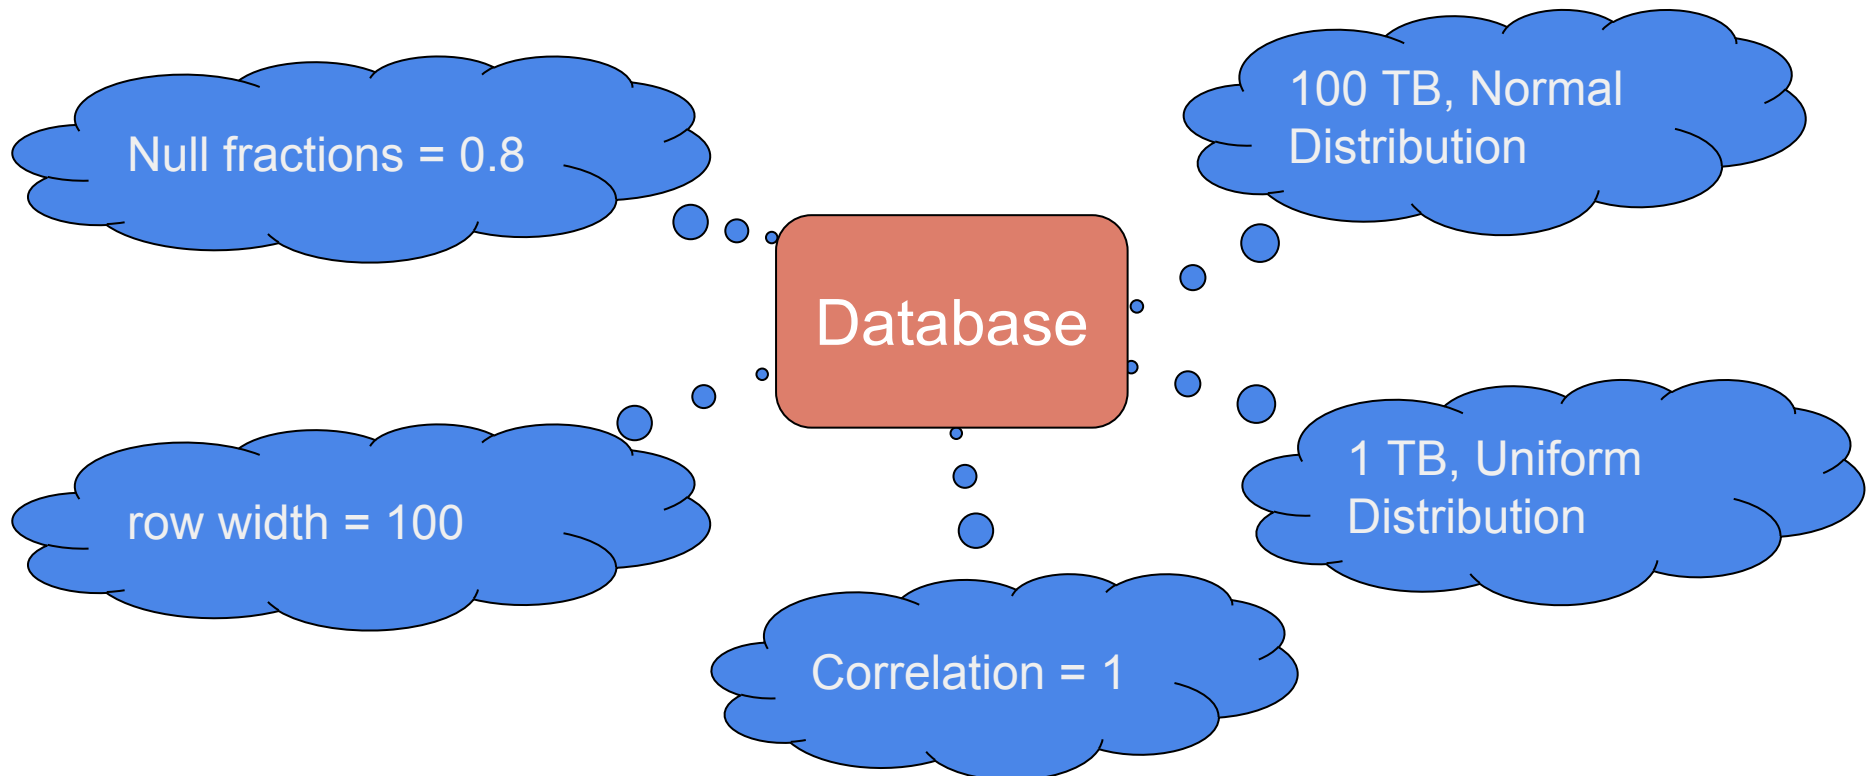 Null fractions = 0.8
100 TB, Normal
Distribution
Database
row width = 100
1 TB, Uniform
Distribution
Correlation = 1